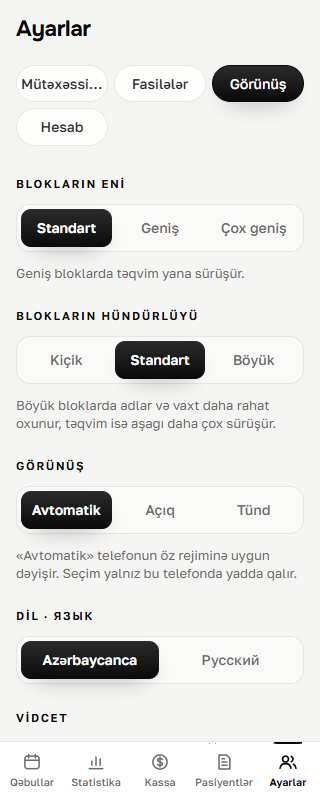 Ayarlar
Mütəxəssi...
Fasilələr
Görünüş
Hesab
BLOKLARIN ENİ
Standart
Geniş
Çox geniş
Geniş bloklarda təqvim yana sürüşür.
BLOKLARIN HÜNDÜRLÜYÜ
Kiçik
Standart
Böyük
Böyük bloklarda adlar və vaxt daha rahat
oxunur, təqvim isə aşağı daha çox sürüşür.
GÖRÜNÜŞ
Avtomatik
Açıq
Tünd
«Avtomatik» telefonun öz rejiminə uyğun
dəyişir. Seçim yalnız bu telefonda yadda qalır.
DİL · ЯЗЫК
Azərbaycanca
Русский
VİDCET
Qəbullar
Statistika
Kassa
Pasiyentlər
Ayarlar